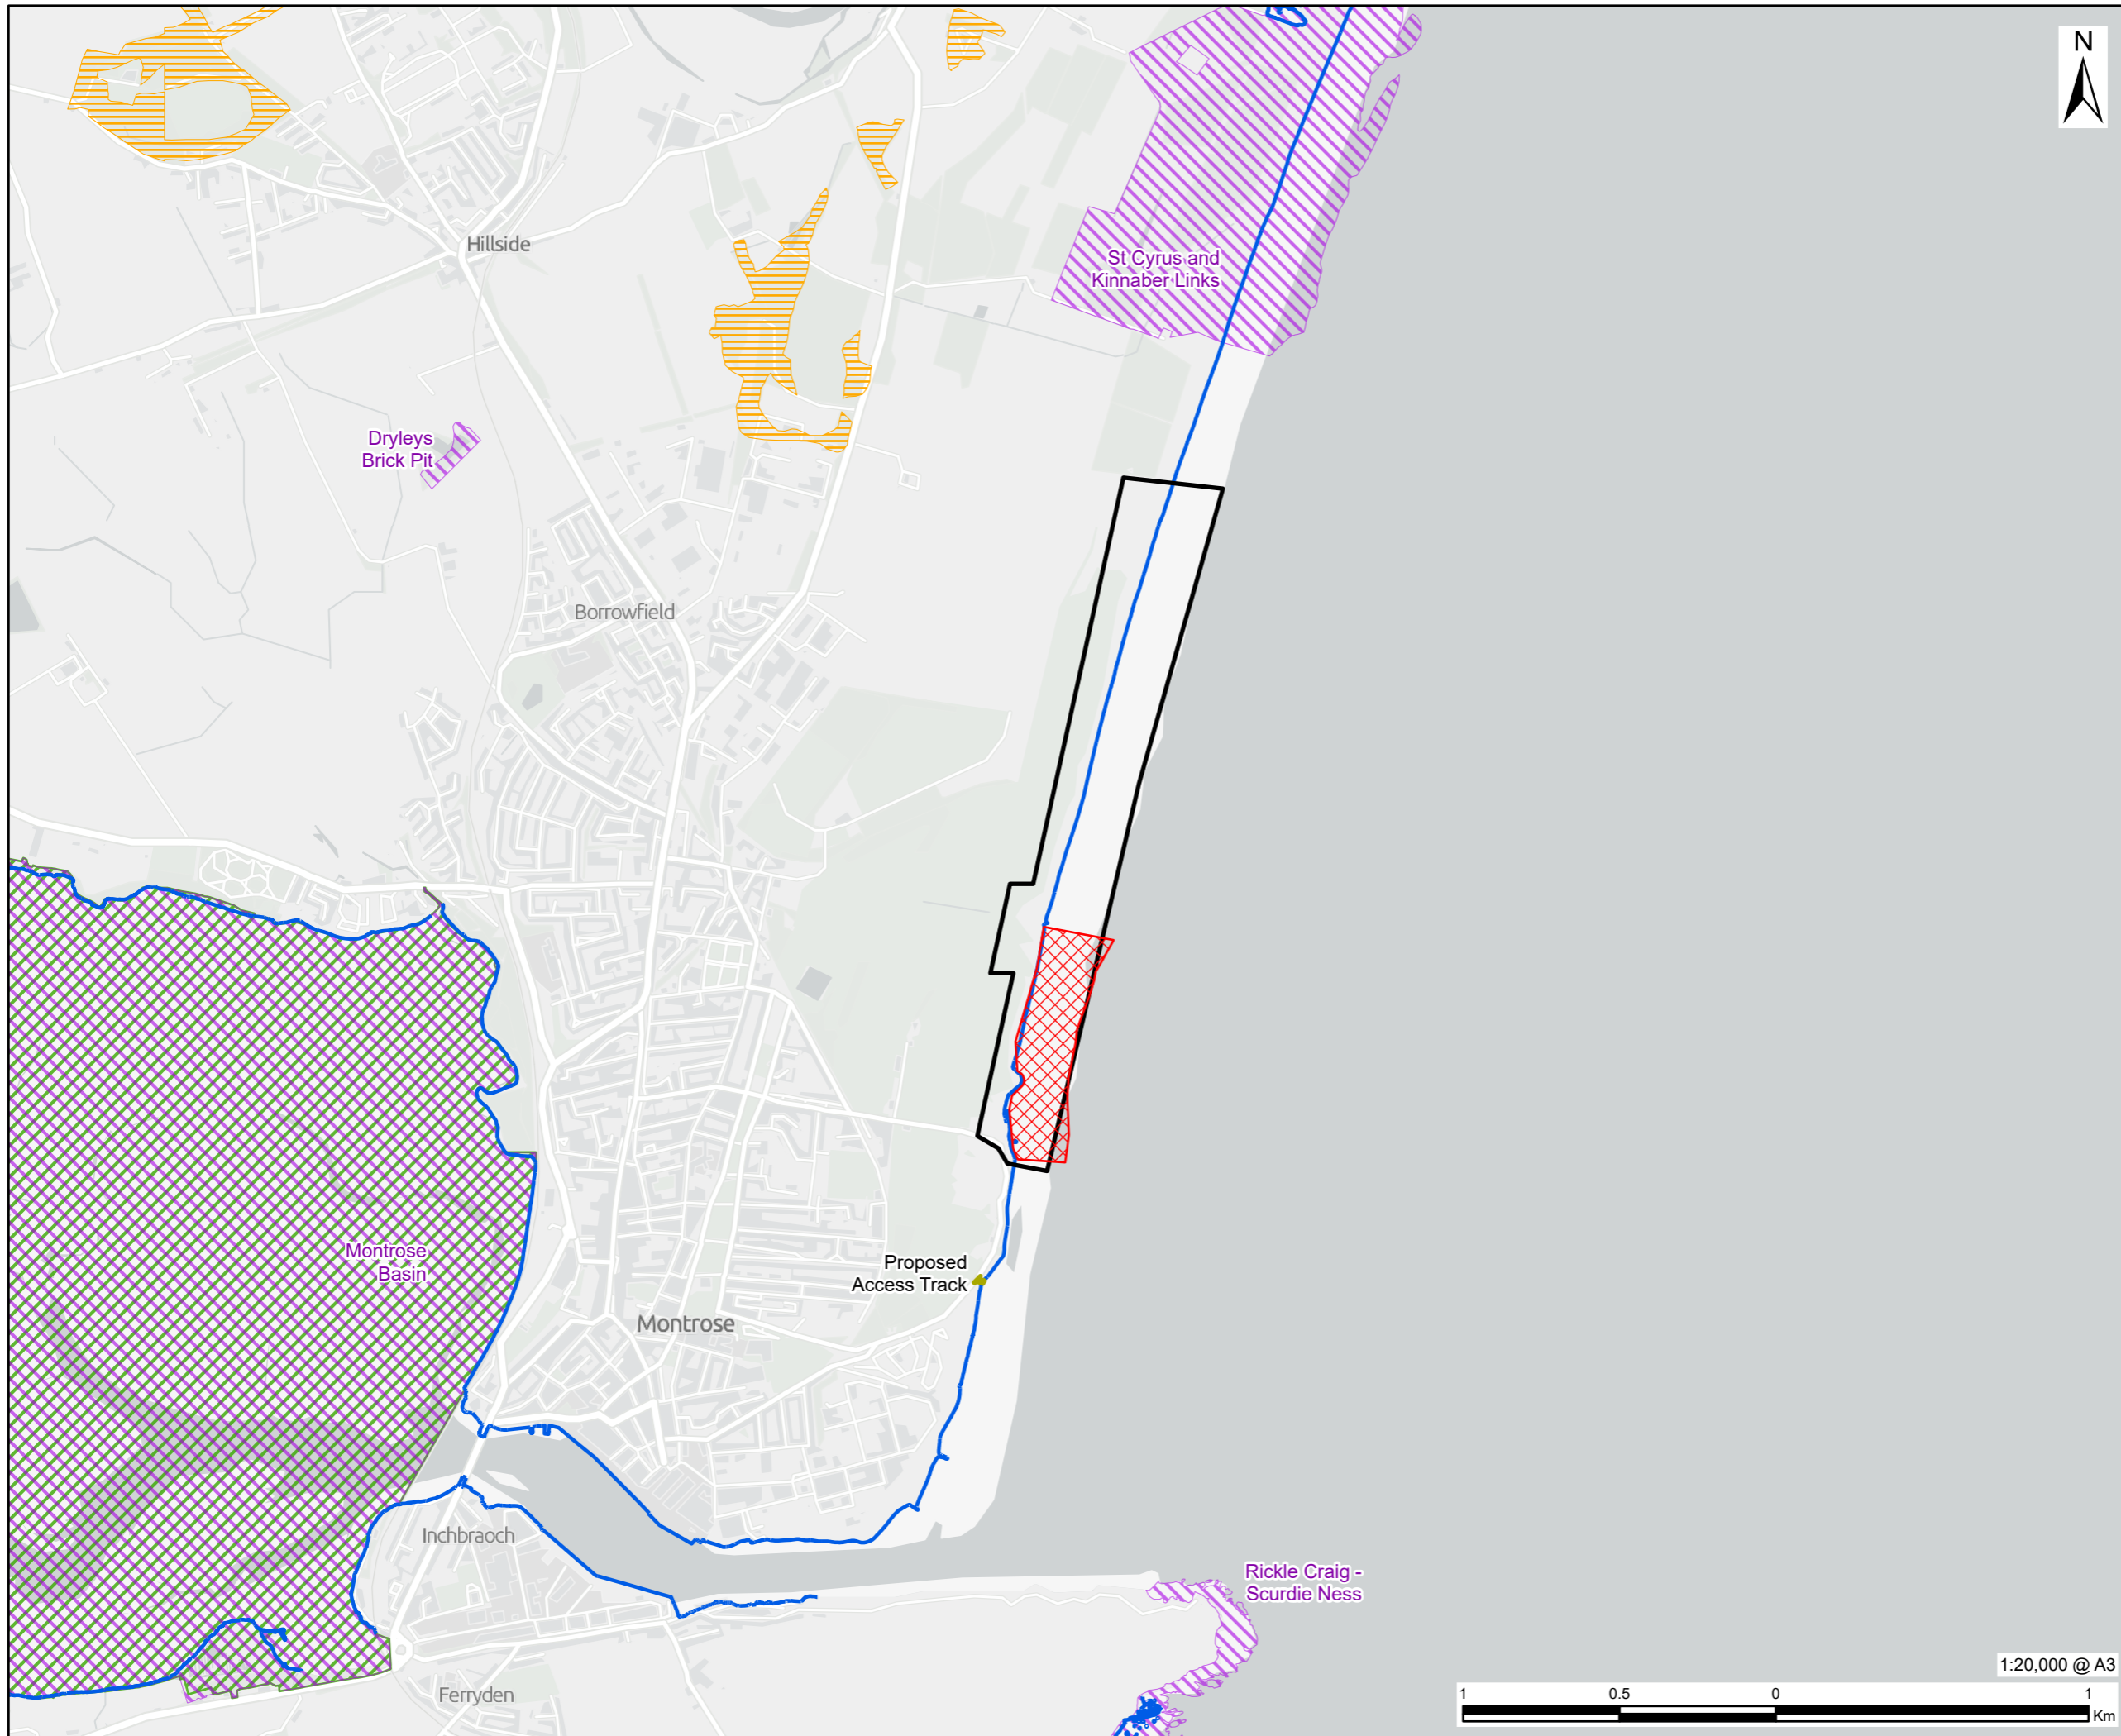 N
Hillside
St Cyrus and
Kinnaber Links
Dryleys
Brick Pit
Borrowfield
Montrose
Basin
Proposed
Access Track
Montrose
Inchbraoch
Rickle Craig -
Scurdie Ness
Ferryden
1:20,000 @ A3
1 0.5 0 1
Km